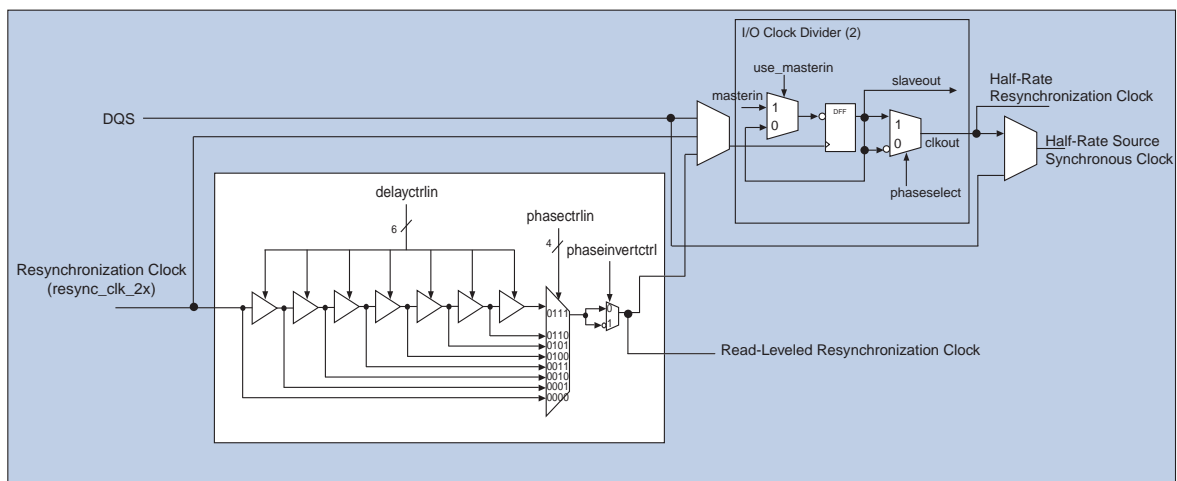 I/O Clock Divider (2)
use_masterin
slaveout
Half-Rate
Resynchronization Clock
masterin
DFF
1
0
DQS
1
0
clkout
Half-Rate Source
Synchronous Clock
phaseselect
delayctrlin
phasectrlin
6
4
phaseinvertctrl
Resynchronization Clock
(resync_clk_2x)
0111
0
1
0110
0101
0100
0011
0010
0001
0000
Read-Leveled Resynchronization Clock